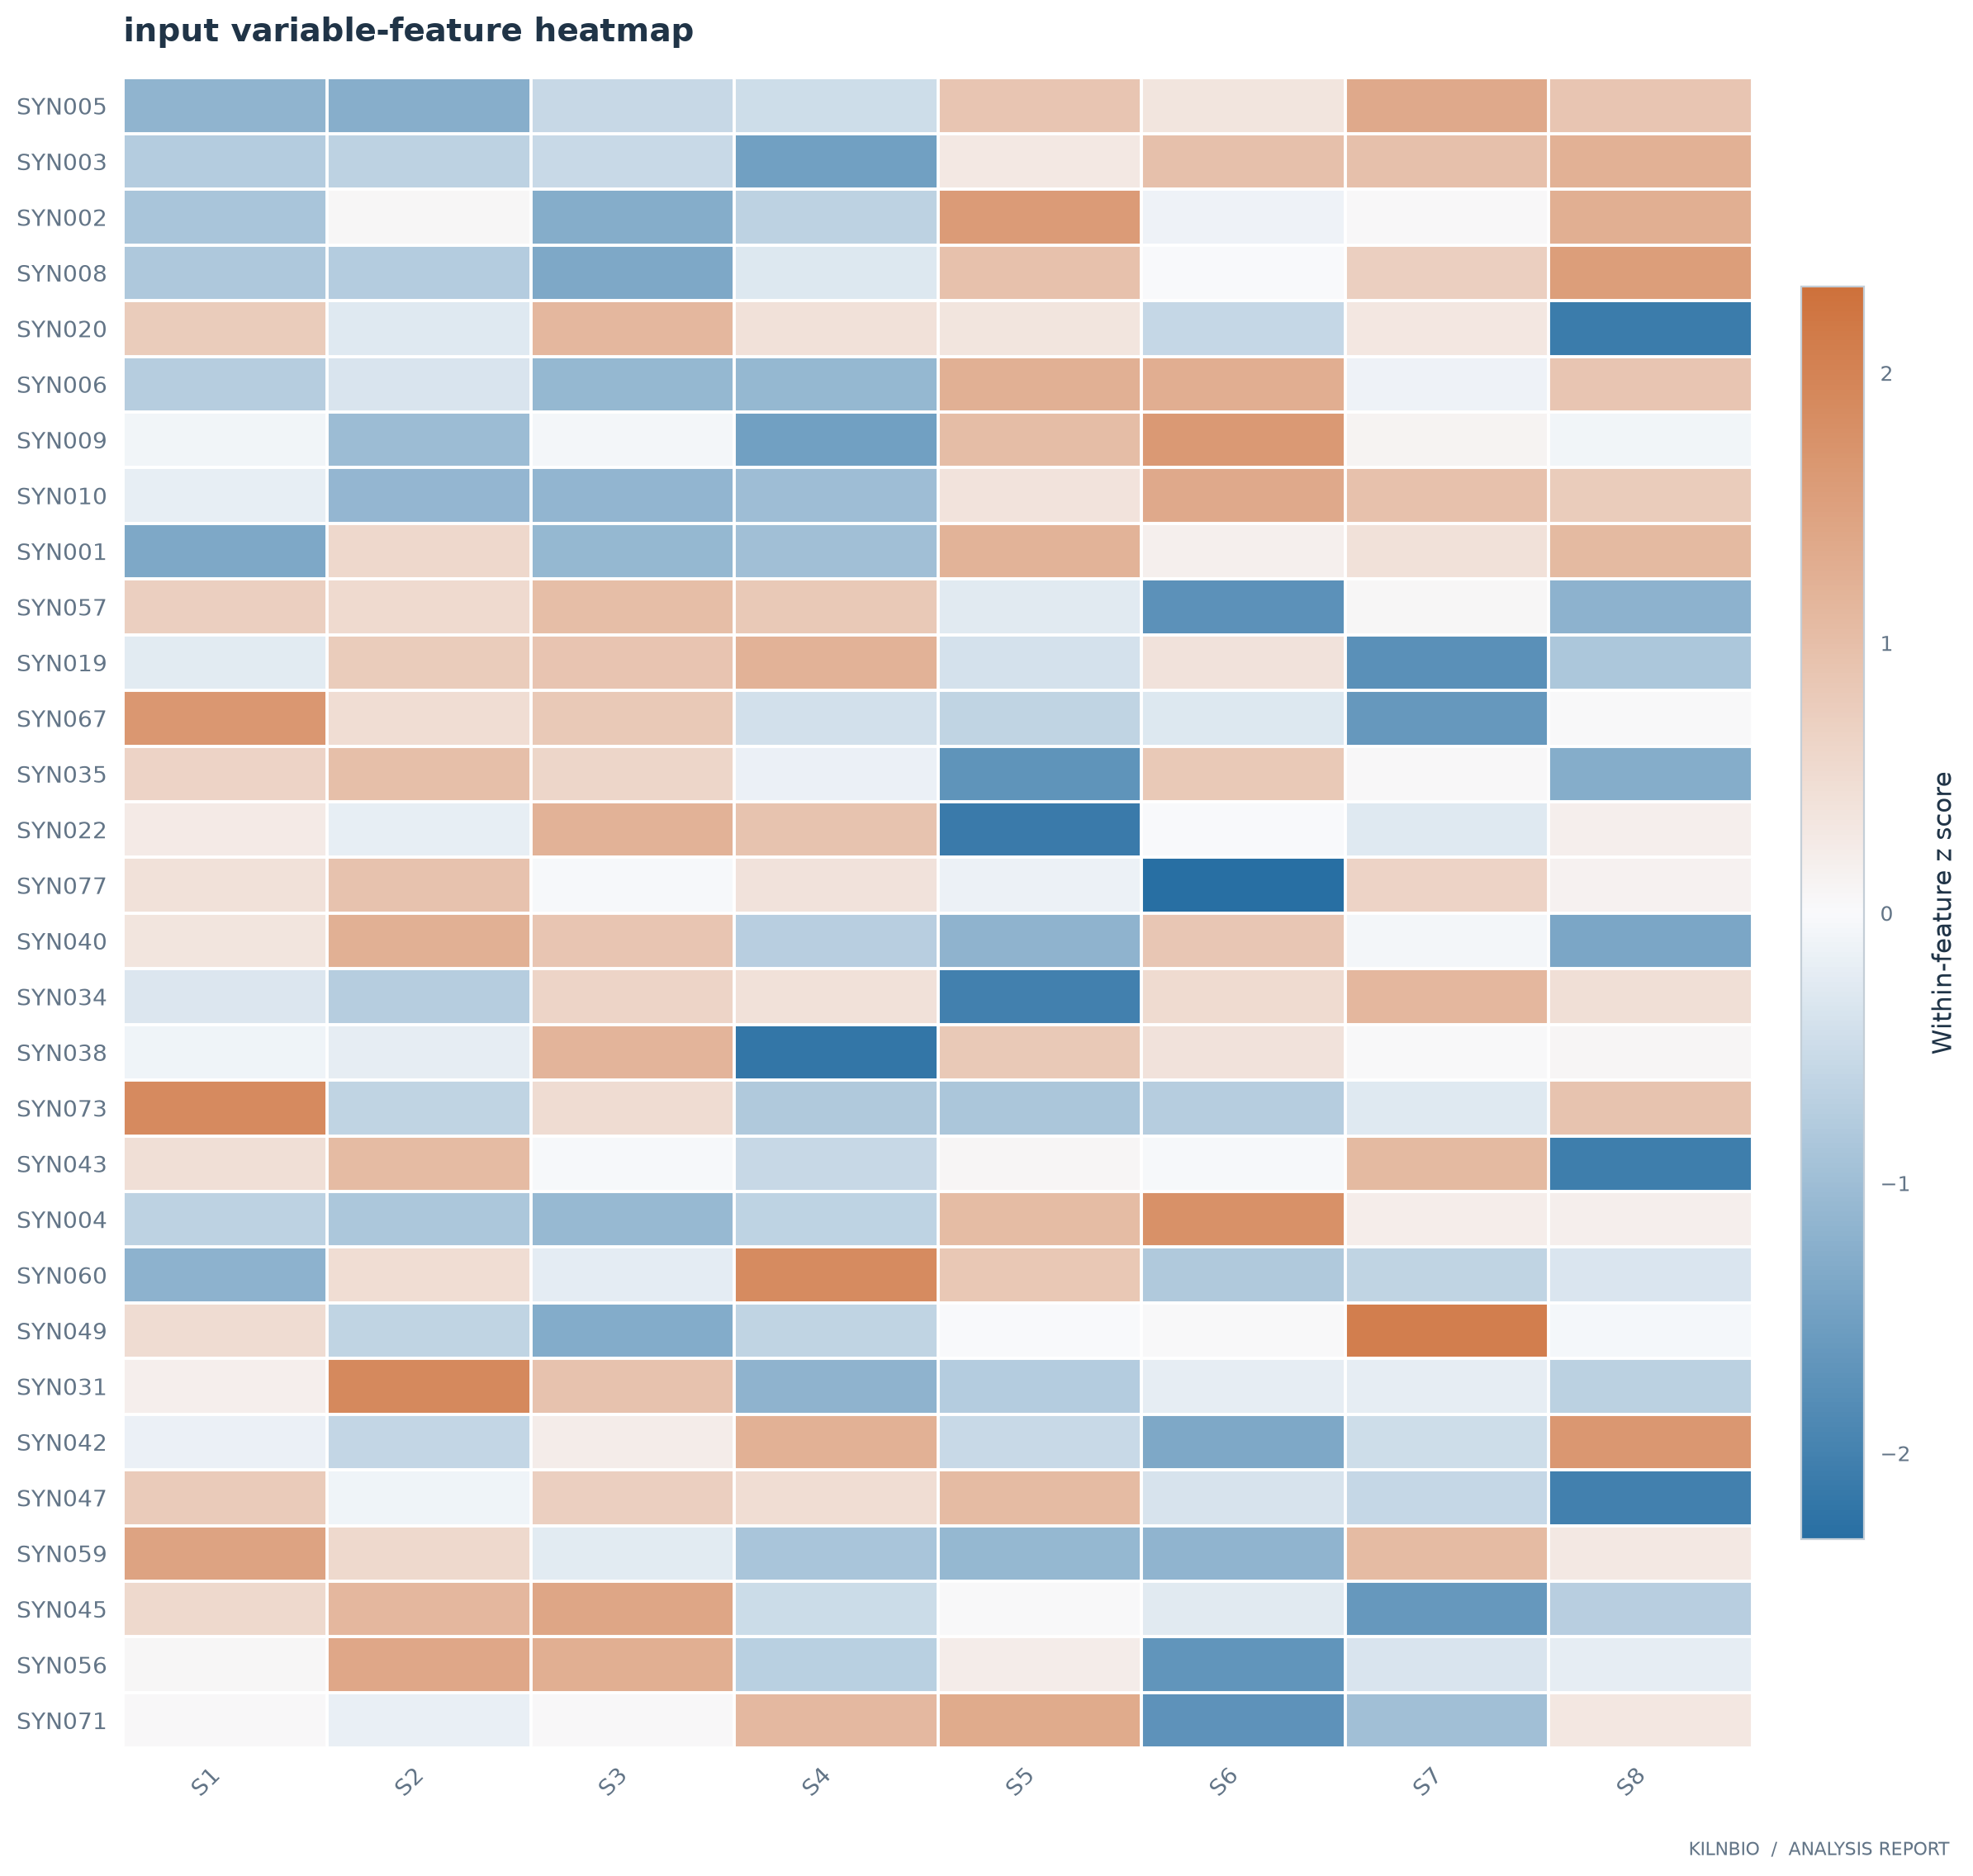 input variable-feature heatmap
SYN005
SYN003
SYN002
SYN008
SYN020
SYN006
SYN009
SYN010
SYN001
SYN057
SYN019
SYN067
SYN035
SYN022
SYN077
SYN040
SYN034
SYN038
SYN073
SYN043
SYN004
SYN060
SYN049
SYN031
SYN042
SYN047
SYN059
SYN045
SYN056
SYN071
S1
S2
S3
S4
S5
S6
S7
S8
2
1
0
−1
−2
Within-feature z score
KILNBIO / ANALYSIS REPORT